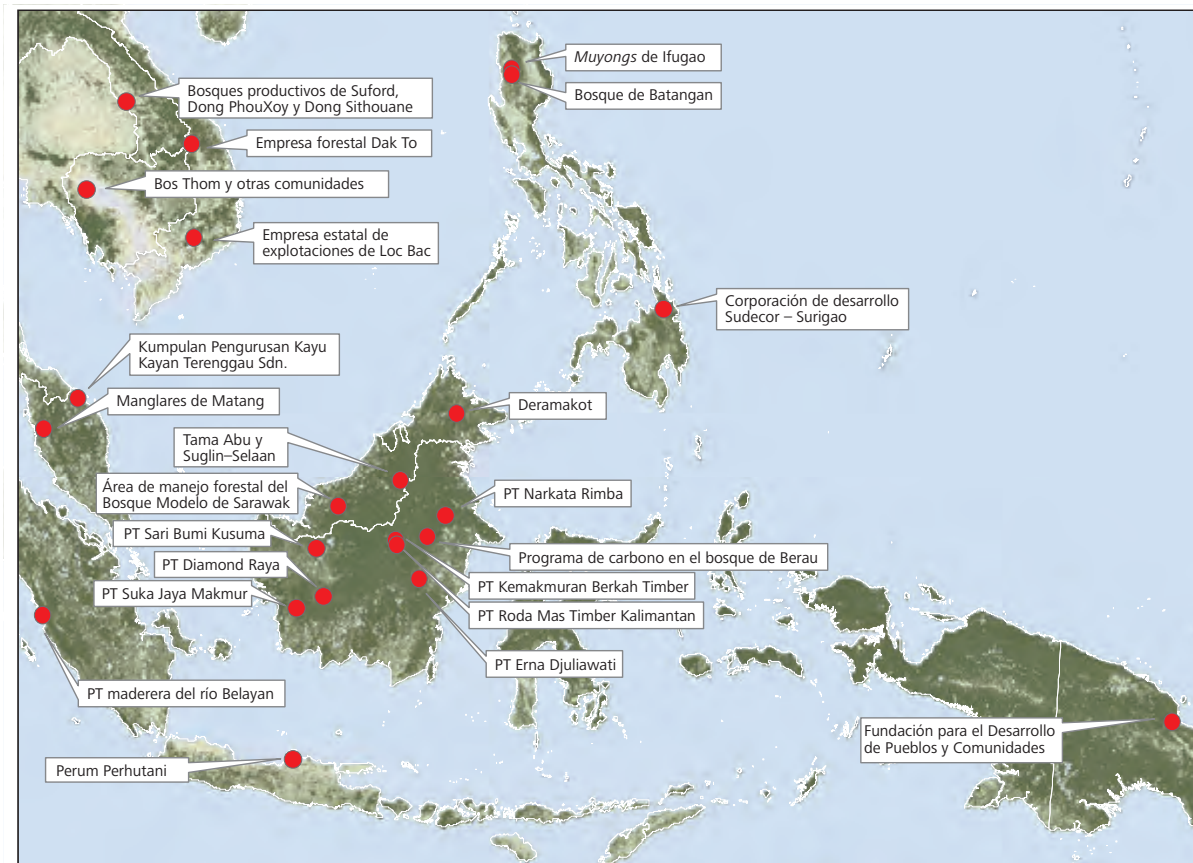 Muyongs de Ifugao
Bosque de Batangan
Bosques productivos de Suford,
Dong PhouXoy y Dong Sithouane
Empresa forestal Dak To
Bos Thom y otras comunidades
Empresa estatal de
explotaciones de Loc Bac
Corporación de desarrollo
Sudecor – Surigao
Kumpulan Pengurusan Kayu
Kayan Terenggau Sdn.
Manglares de Matang
Deramakot
Tama Abu y
Suglin–Selaan
Área de manejo forestal del
Bosque Modelo de Sarawak
PT Narkata Rimba
PT Sari Bumi Kusuma
Programa de carbono en el bosque de Berau
PT Diamond Raya
PT Kemakmuran Berkah Timber
PT Suka Jaya Makmur
PT Roda Mas Timber Kalimantan
PT Erna Djuliawati
PT maderera del río Belayan
Fundación para el Desarrollo
de Pueblos y Comunidades
Perum Perhutani